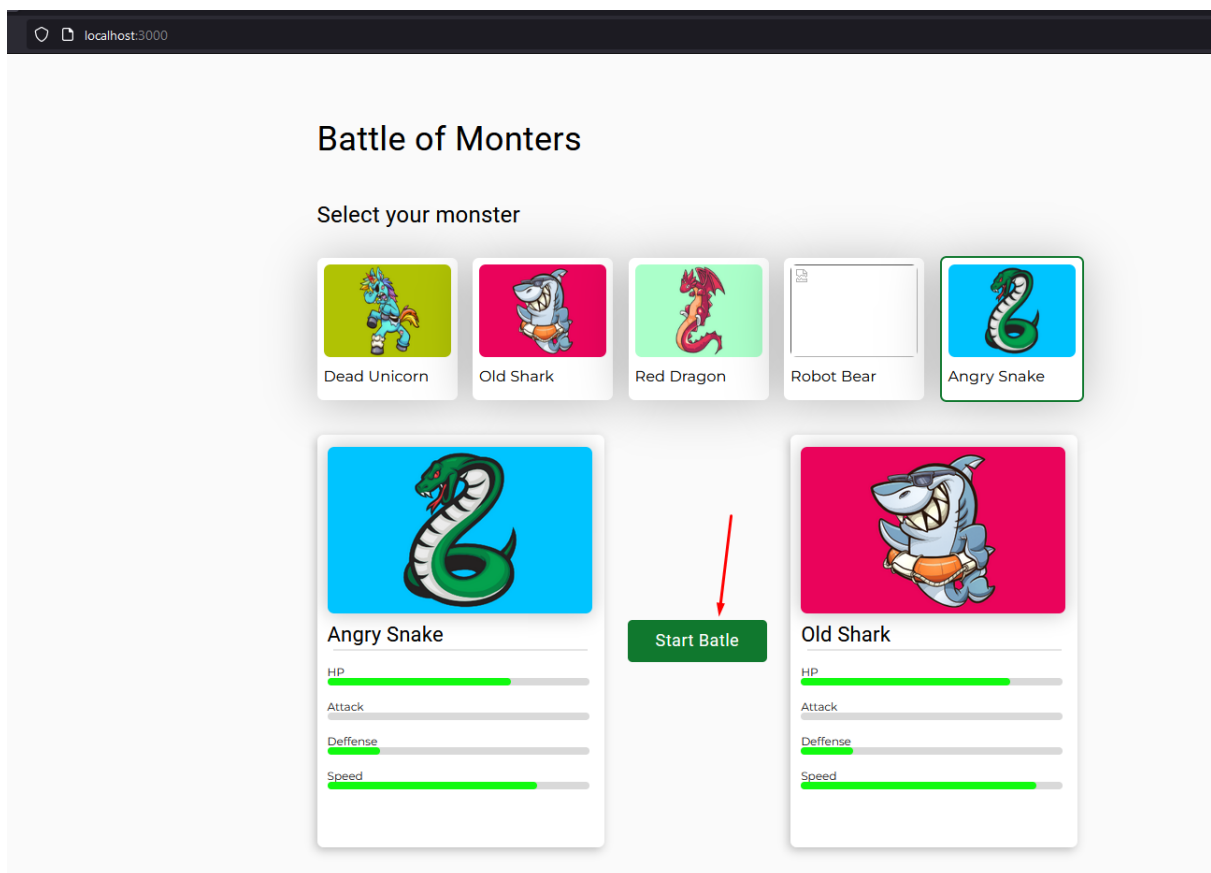 localhost:3000
Battle of Monters
Select your monster
Dead Unicorn
Old Shark
Red Dragon
Robot Bear
Angry Snake
Angry Snake
HP
Attack
Deffense
Speed
Start Batle
Old Shark
HP
Attack
Deffense
Speed